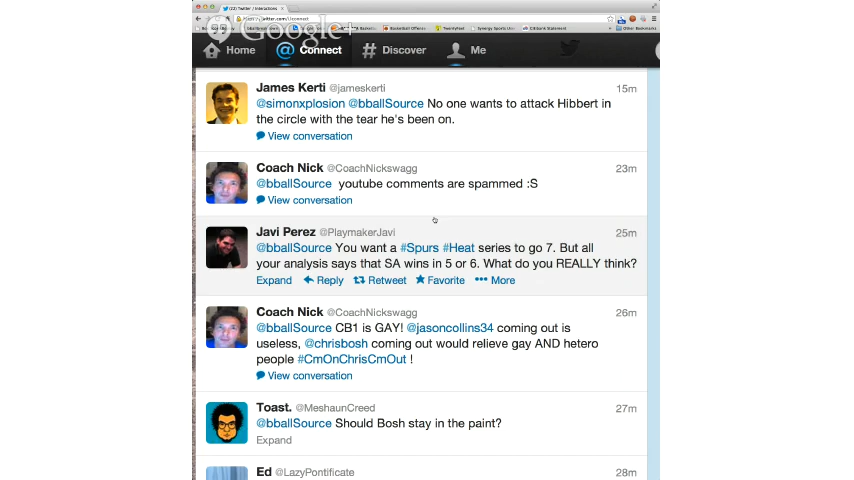 (22) Twitter / Interactions
Google+
Home Connect Discover Me
James Kerti @jameskerti 15m
@simonxplosion @bballSource No one wants to attack Hibbert in
the circle with the tear he's been on.
View conversation
Coach Nick @CoachNickswagg 23m
@bballSource youtube comments are spammed :S
View conversation
Javi Perez @PlaymakerJavi 25m
@bballSource You want a #Spurs #Heat series to go 7. But all
your analysis says that SA wins in 5 or 6. What do you REALLY think?
Expand Reply Retweet Favorite More
Coach Nick @CoachNickswagg 26m
@bballSource CB1 is GAY! @jasoncollins34 coming out is
useless, @chrisbosh coming out would relieve gay AND hetero
people #CmOnChrisCmOut !
View conversation
Toast. @MeshaunCreed 27m
@bballSource Should Bosh stay in the paint?
Expand
Ed @LazyPontificate 28m